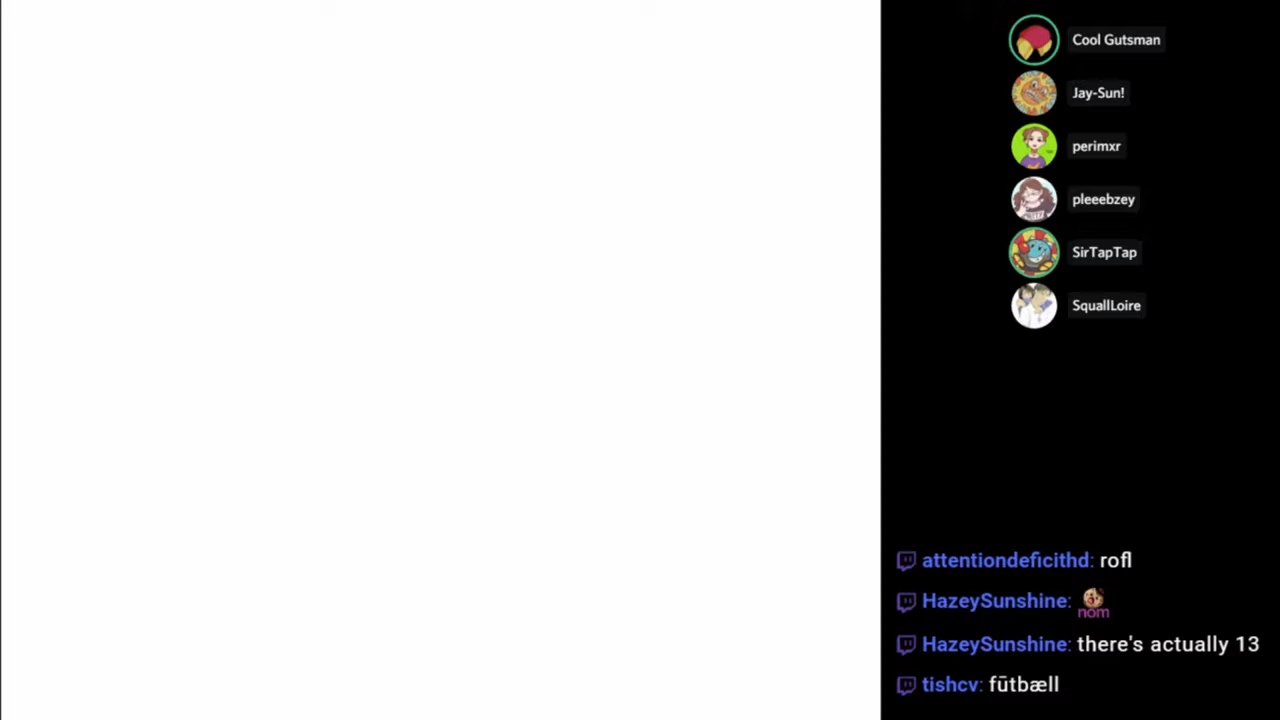 Cool Gutsman
Jay-Sun!
perimxr
pleeebzey
SirTapTap
SquallLoire
attentiondeficithd: rofl
HazeySunshine: nom
HazeySunshine: there's actually 13
tishcv: fūtbæll